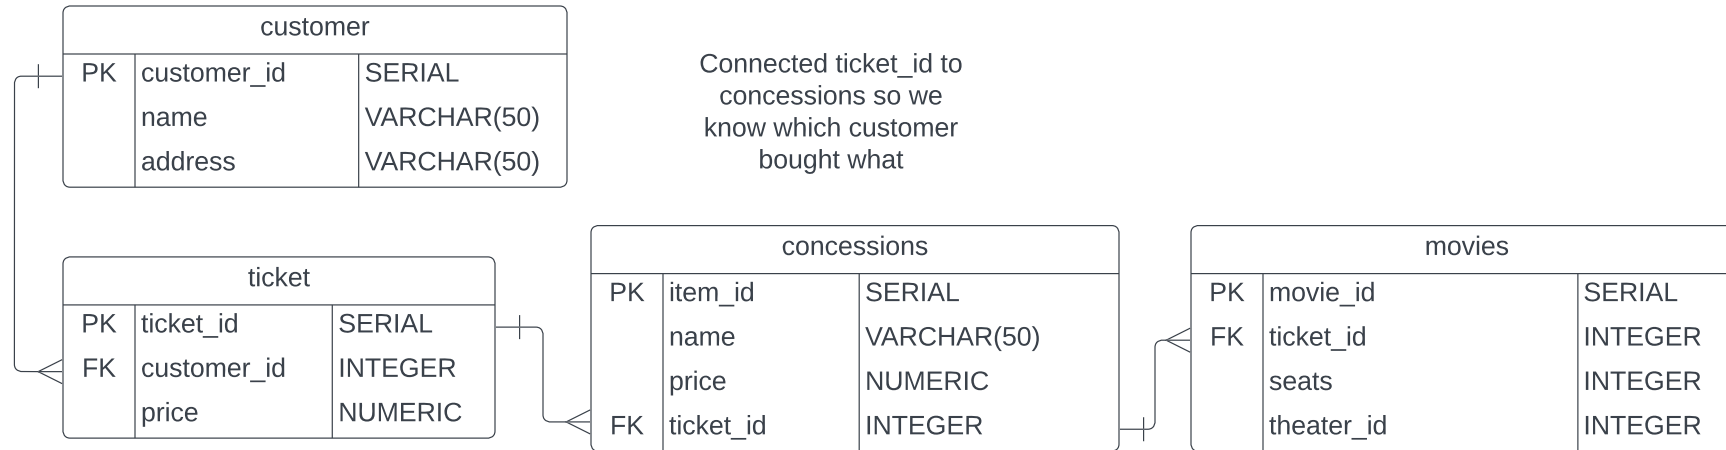 customer
PK customer_id SERIAL
name VARCHAR(50)
address VARCHAR(50)
Connected ticket_id to
concessions so we
know which customer
bought what
ticket
PK ticket_id SERIAL
FK customer_id INTEGER
price NUMERIC
concessions
PK item_id SERIAL
name VARCHAR(50)
price NUMERIC
FK ticket_id INTEGER
movies
PK movie_id SERIAL
FK ticket_id INTEGER
seats INTEGER
theater_id INTEGER